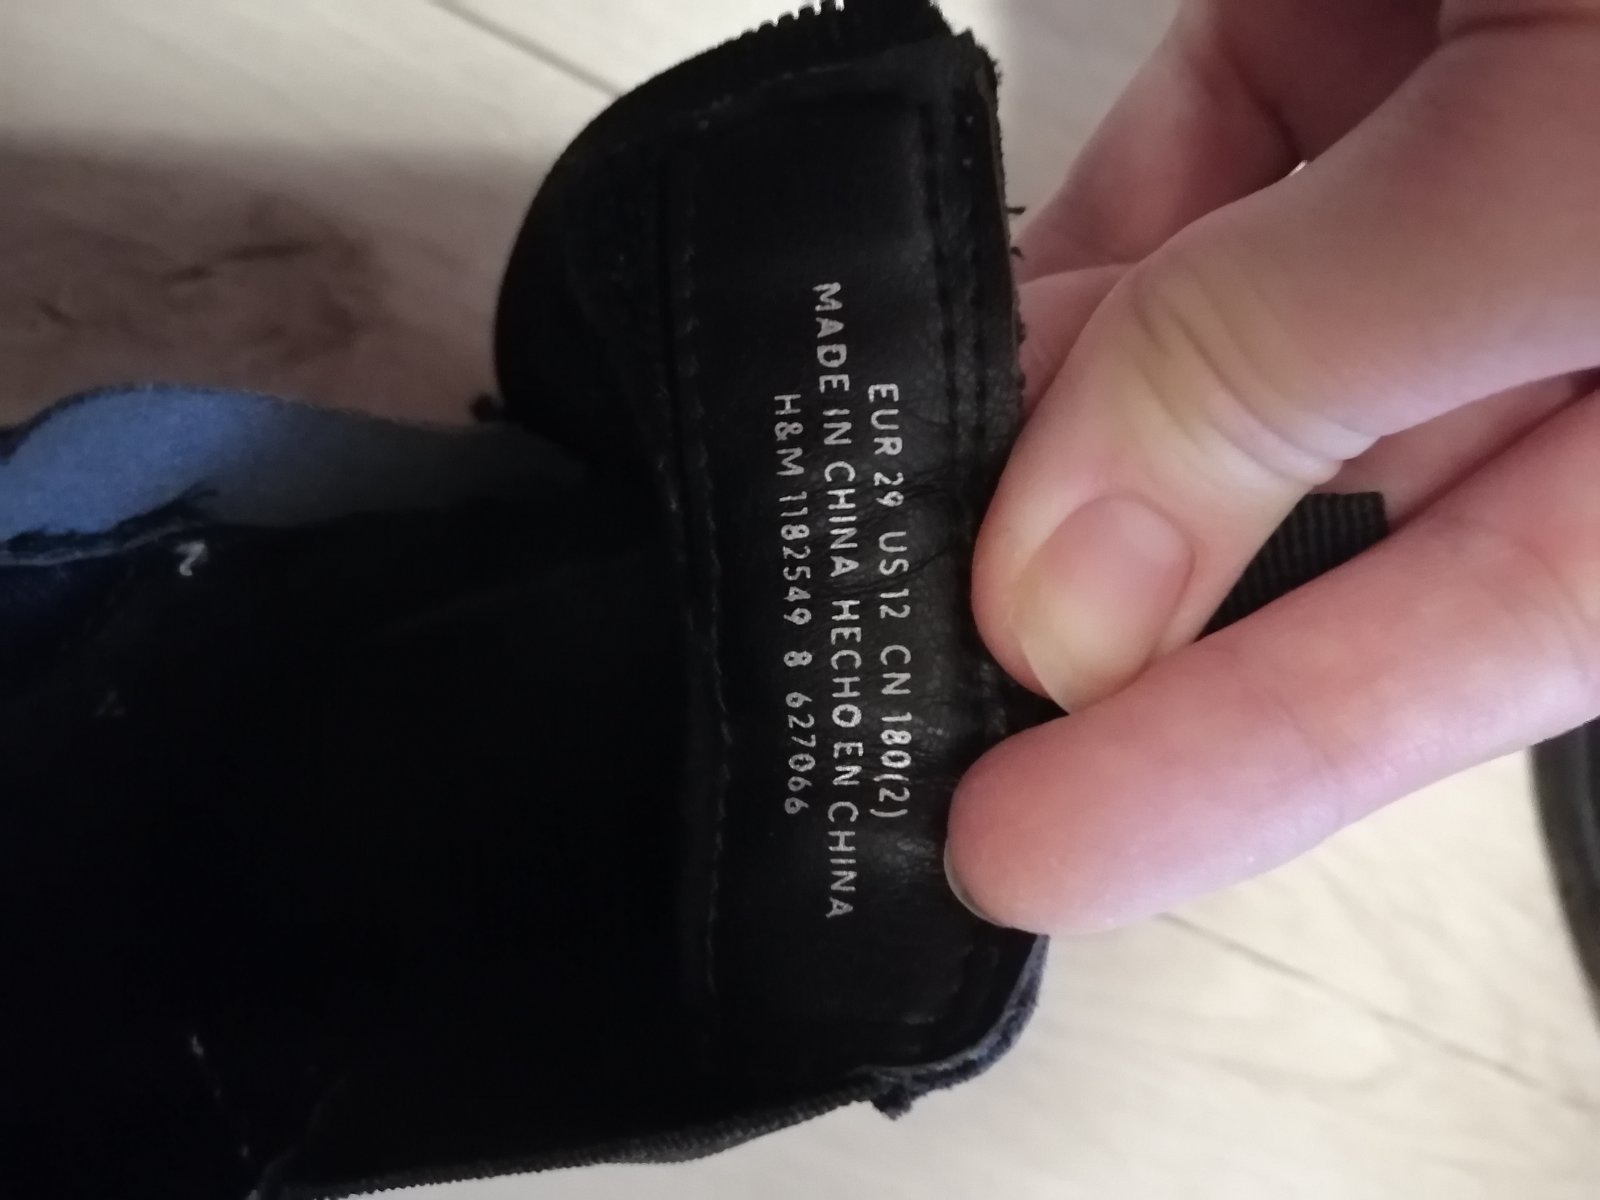 EUR 29 US 12 CN 180(2)
MADE IN CHINA HECHO EN CHINA
H&M 1182549 8 627066